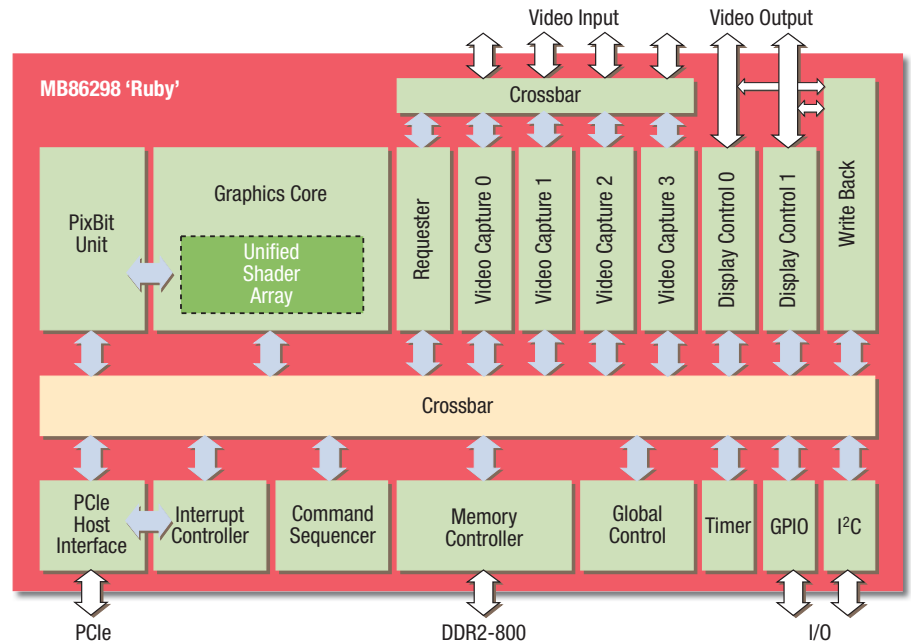 Video Input
Video Output
MB86298 ‘Ruby’
Crossbar
PixBit
Unit
Graphics Core
Unified
Shader
Array
Requester
Video Capture 0
Video Capture 1
Video Capture 2
Video Capture 3
Display Control 0
Display Control 1
Write Back
Crossbar
PCIe
Host
Interface
Interrupt
Controller
Command
Sequencer
Memory
Controller
Global
Control
Timer
GPIO
I²C
PCIe
DDR2-800
I/O